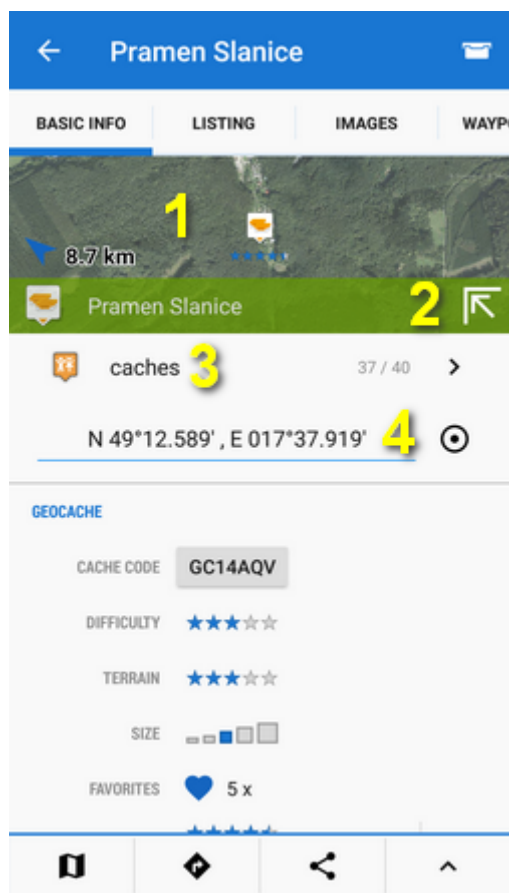 Pramen Slanice
BASIC INFO LISTING IMAGES WAYP
1
8.7 km
Pramen Slanice 2
caches 3 37 / 40
N 49°12.589' , E 017°37.919' 4
GEOCACHE
CACHE CODE GC14AQV
DIFFICULTY
TERRAIN
SIZE
FAVORITES 5 x